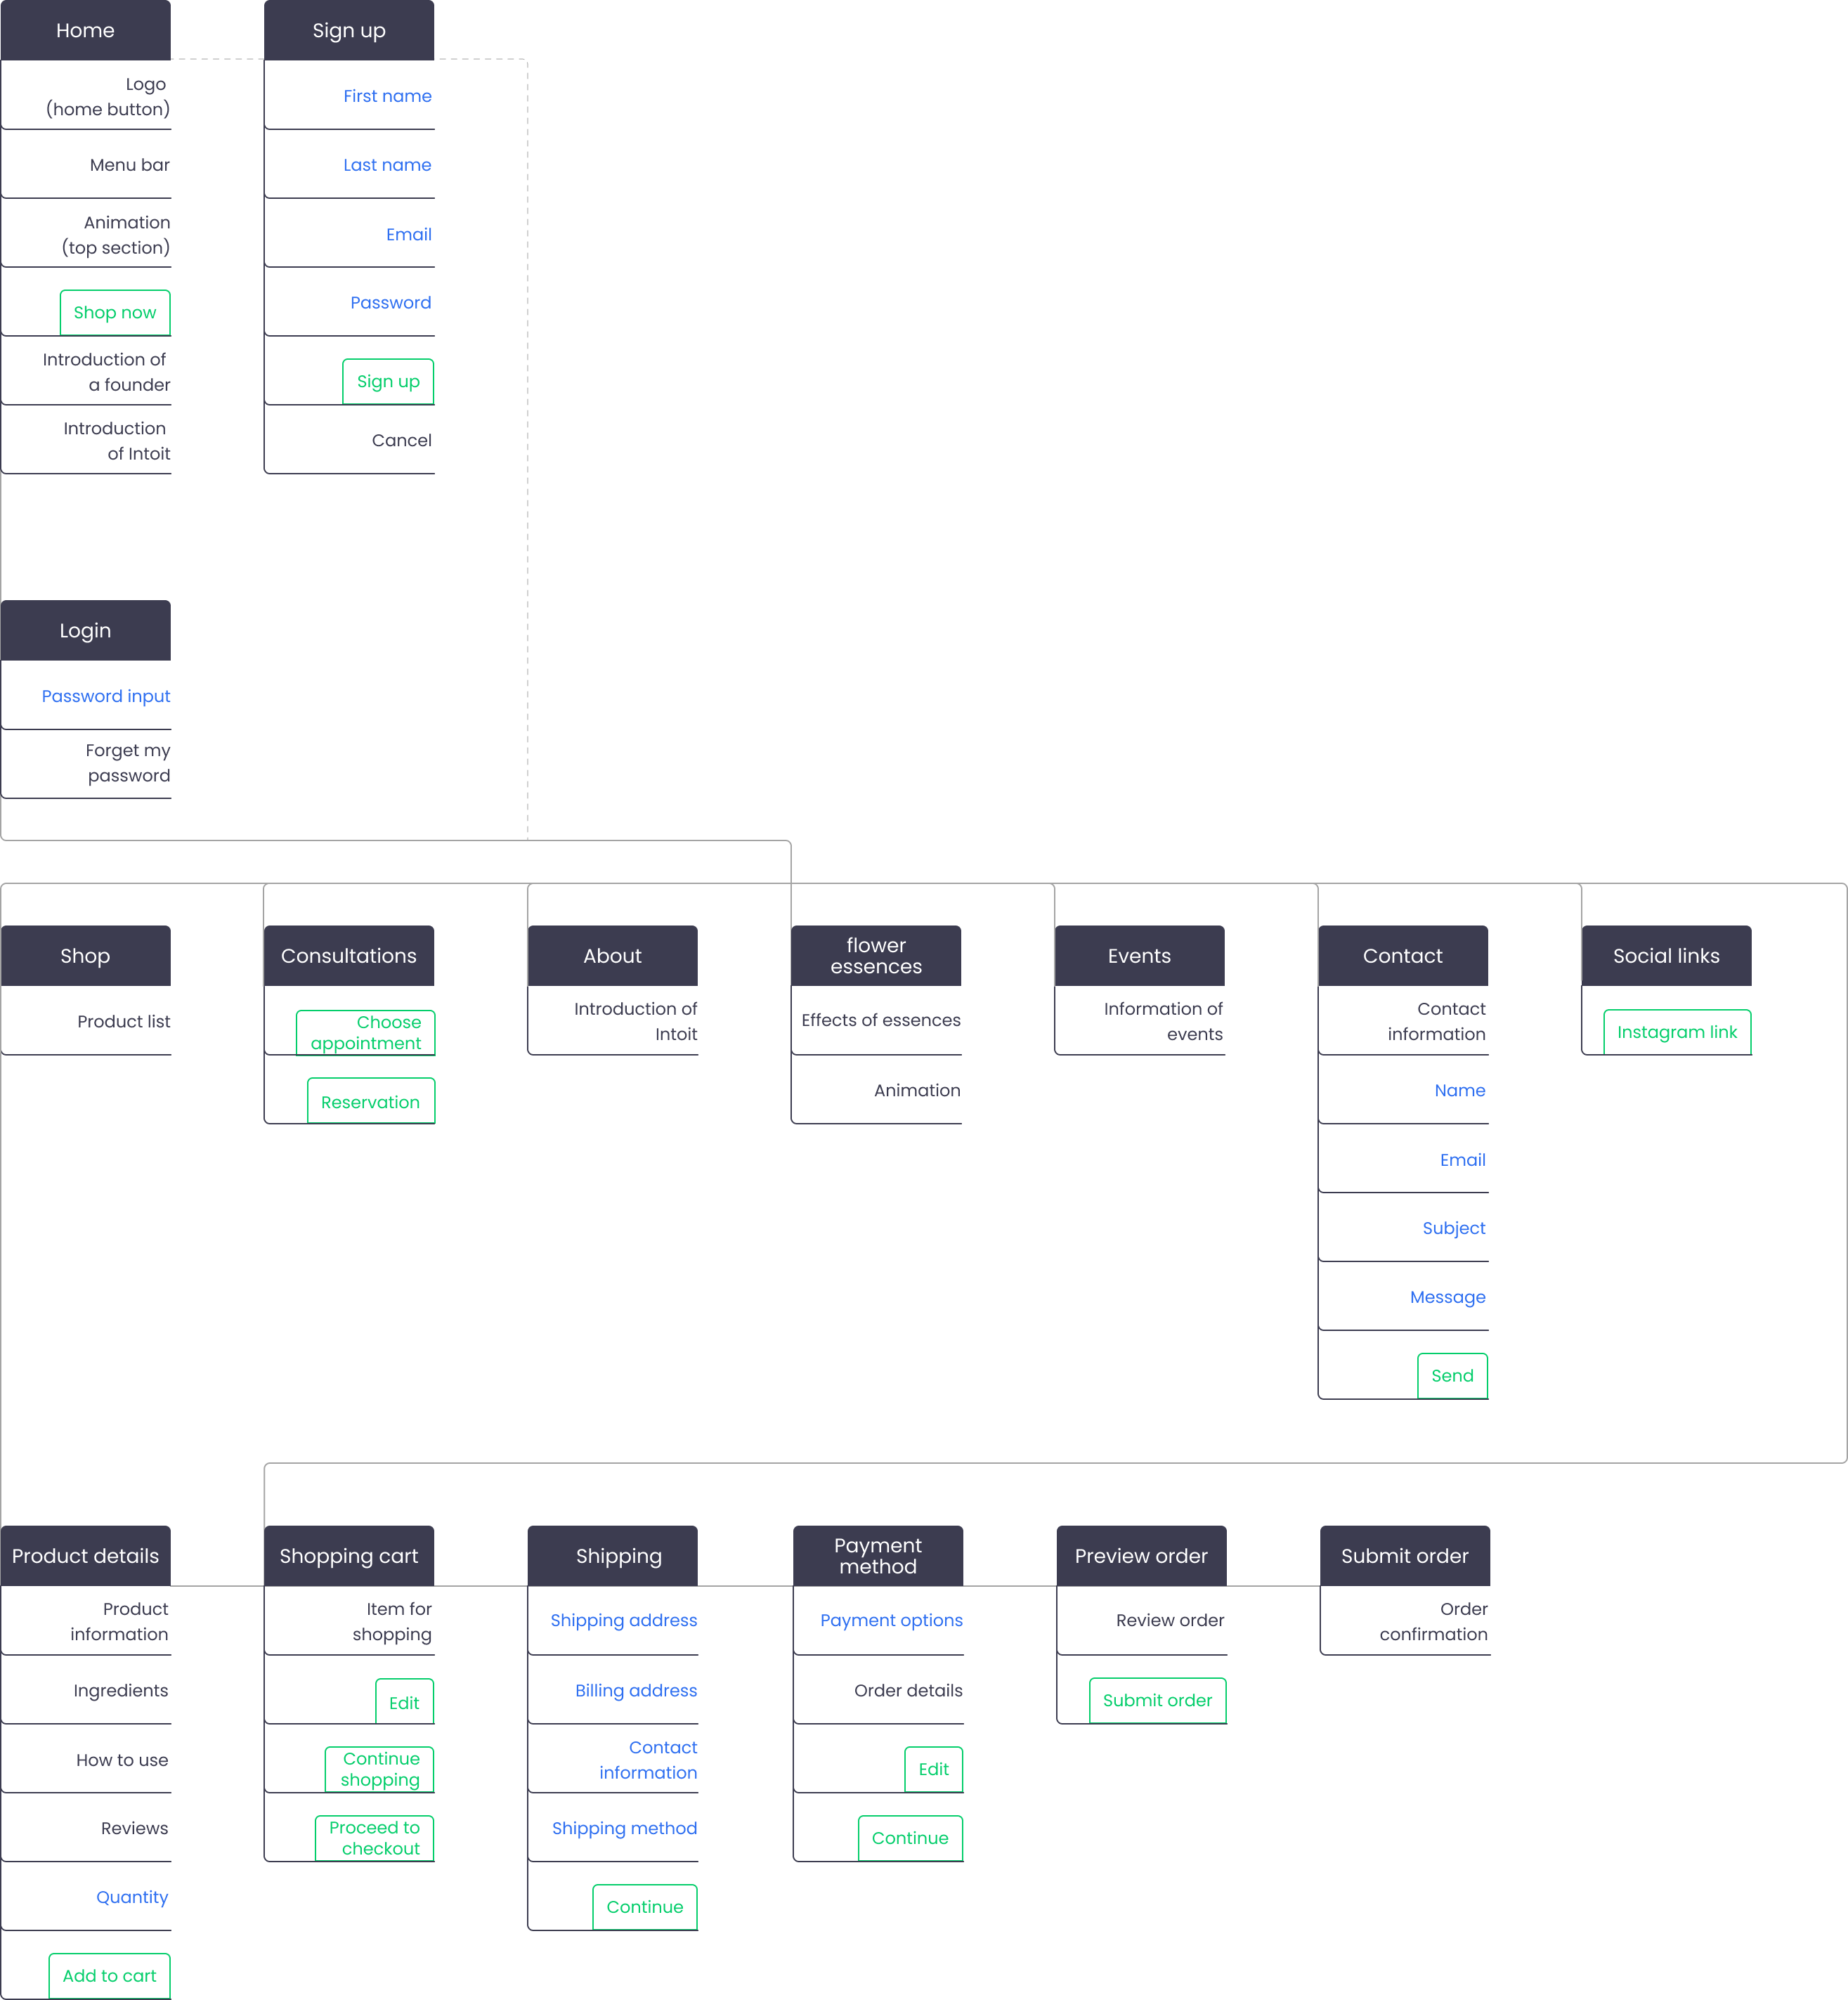 Home
Logo
(home button)
Menu bar
Animation
(top section)
Shop now
Introduction of
a founder
Introduction
of Intoit
Sign up
First name
Last name
Email
Password
Sign up
Cancel
Login
Password input
Forget my
password
Shop
Product list
Consultations
Choose
appointment
Reservation
About
Introduction of
Intoit
flower
essences
Effects of essences
Animation
Events
Information of
events
Contact
Contact
information
Name
Email
Subject
Message
Send
Social links
Instagram link
Product details
Product
information
Ingredients
How to use
Reviews
Quantity
Add to cart
Shopping cart
Item for
shopping
Edit
Continue
shopping
Proceed to
checkout
Shipping
Shipping address
Billing address
Contact
information
Shipping method
Continue
Payment
method
Payment options
Order details
Edit
Continue
Preview order
Review order
Submit order
Submit order
Order
confirmation